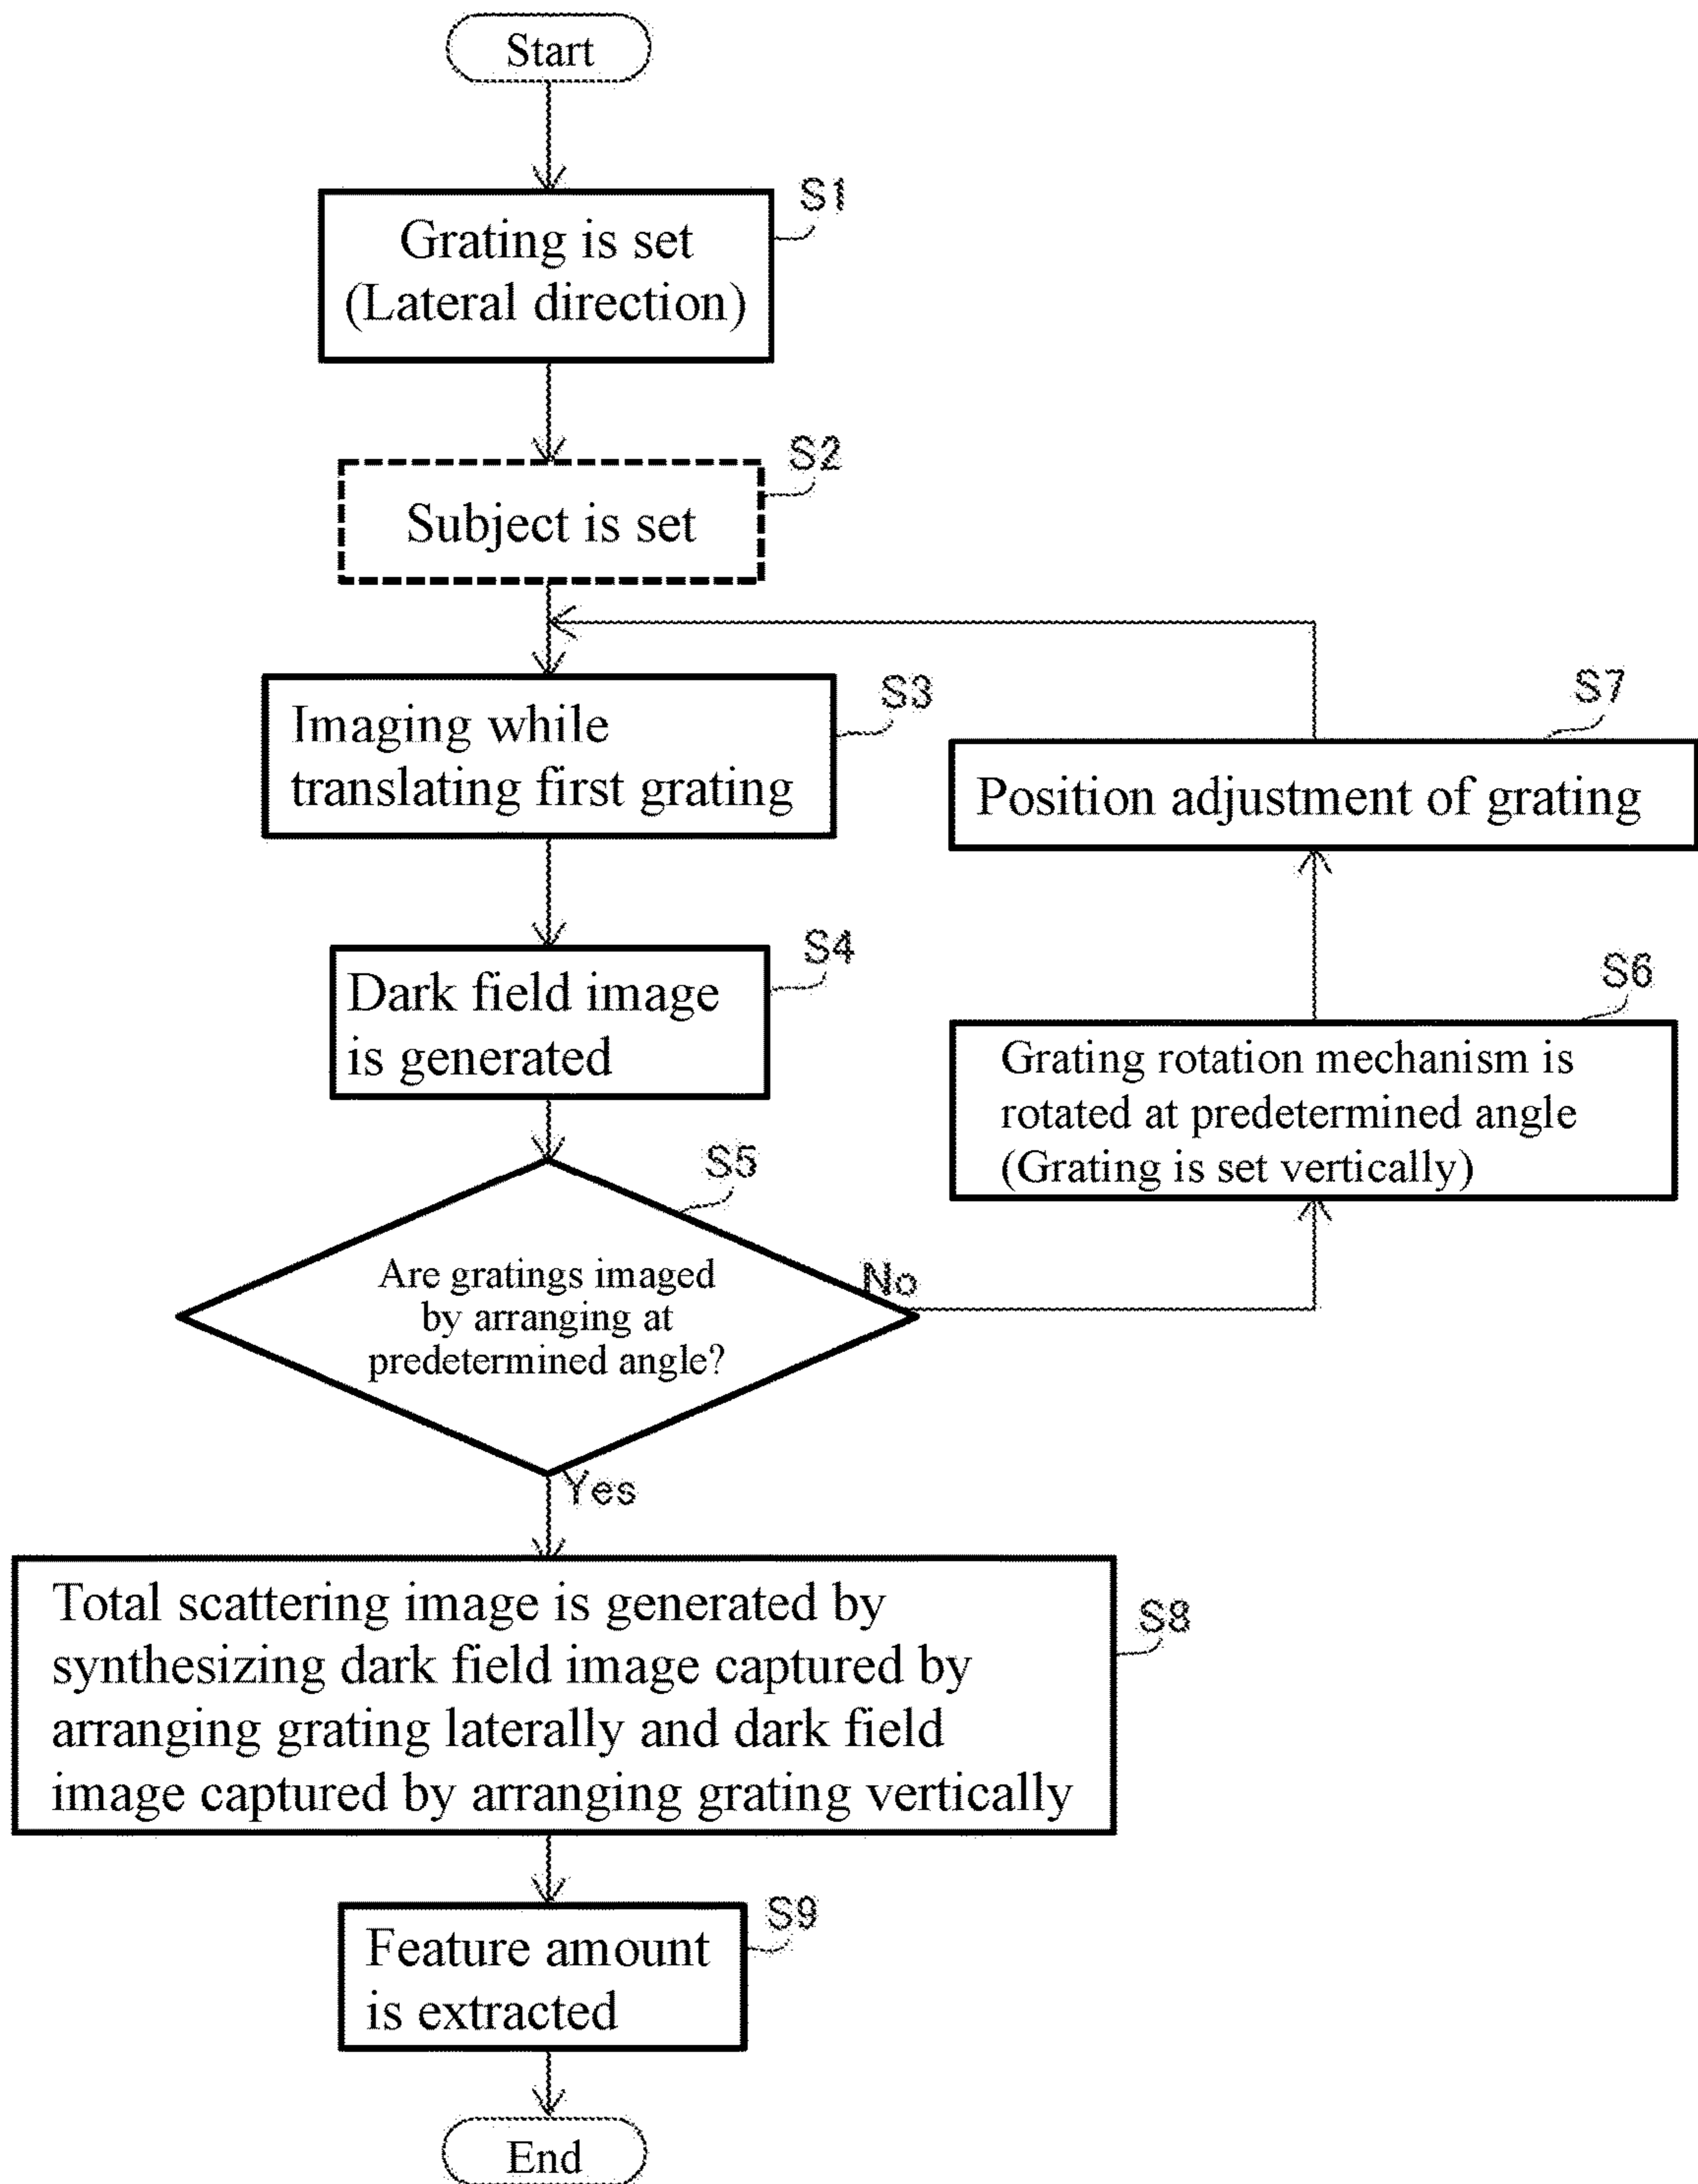 Start
S1
Grating is set
(Lateral direction)
S2
Subject is set
S3
Imaging while
translating first grating
S7
Position adjustment of grating
S4
Dark field image
is generated
S6
Grating rotation mechanism is
rotated at predetermined angle
(Grating is set vertically)
S5
Are gratings imaged
by arranging at
predetermined angle?
No
Yes
S8
Total scattering image is generated by
synthesizing dark field image captured by
arranging grating laterally and dark field
image captured by arranging grating vertically
S9
Feature amount
is extracted
End